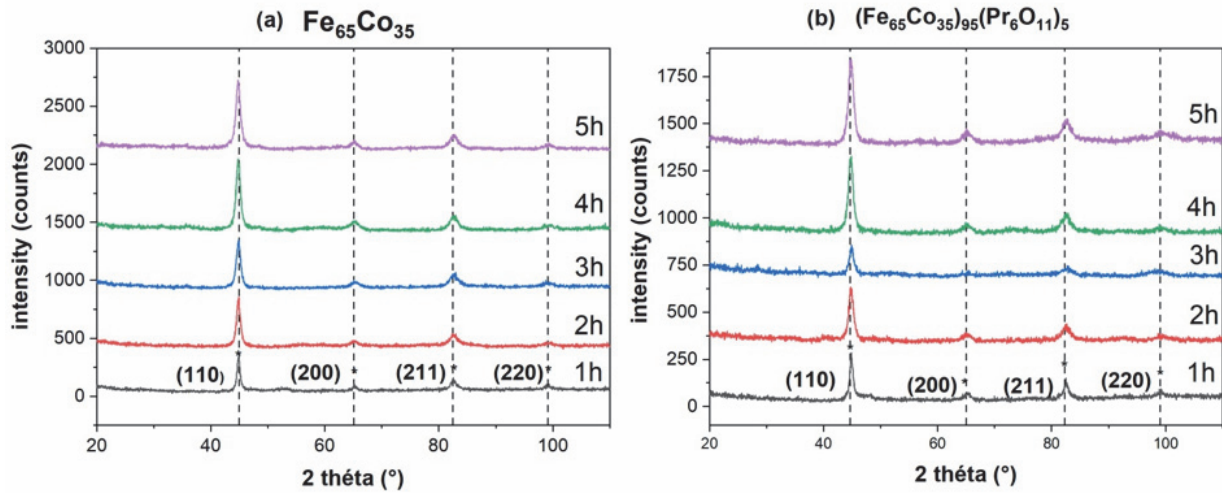 (a) Fe₆₅Co₃₅
3000
2500
2000
1500
1000
500
0
intensity (counts)
5h
4h
3h
2h
1h
(110) * (200) * (211) * (220) *
20 40 60 80 100
2 théta (°)
(b) (Fe₆₅Co₃₅)₉₅(Pr₆O₁₁)₅
1750
1500
1250
1000
750
500
250
0
intensity (counts)
5h
4h
3h
2h
1h
(110) * (200) * (211) * (220) *
20 40 60 80 100
2 théta (°)